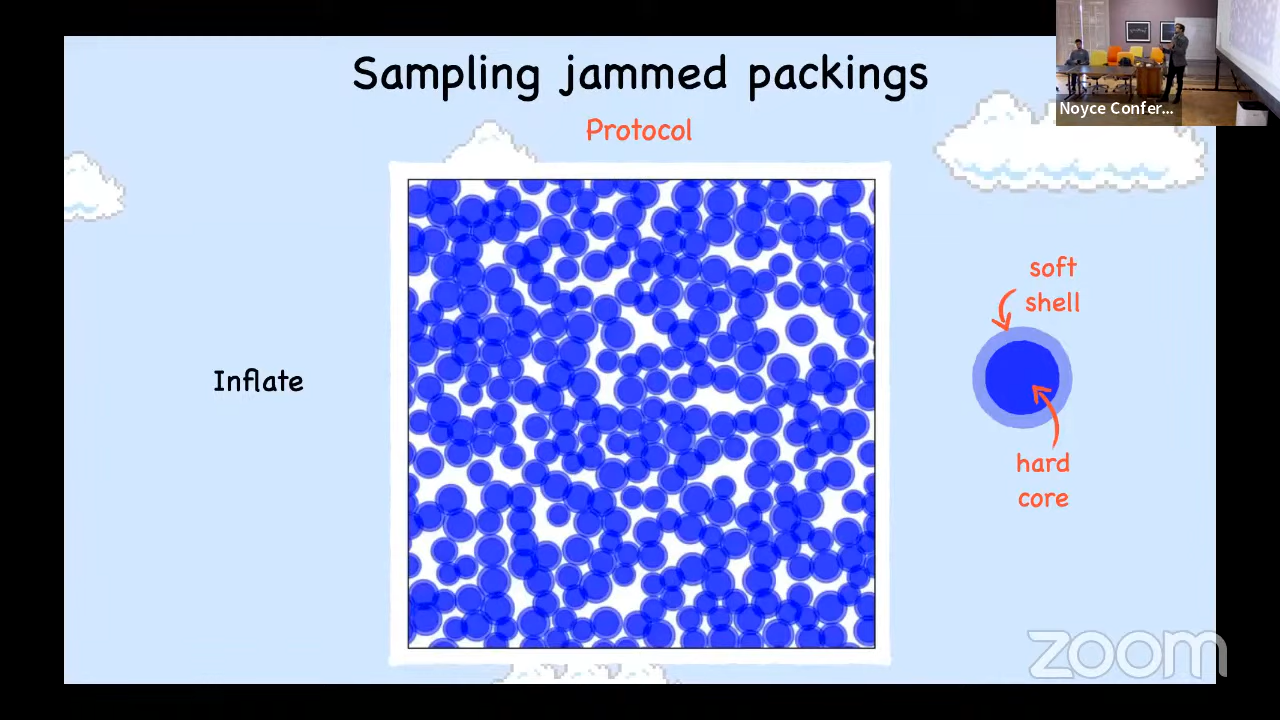 Sampling jammed packings
Protocol
Noyce Confer...
Inflate
soft
shell
hard
core
zoom